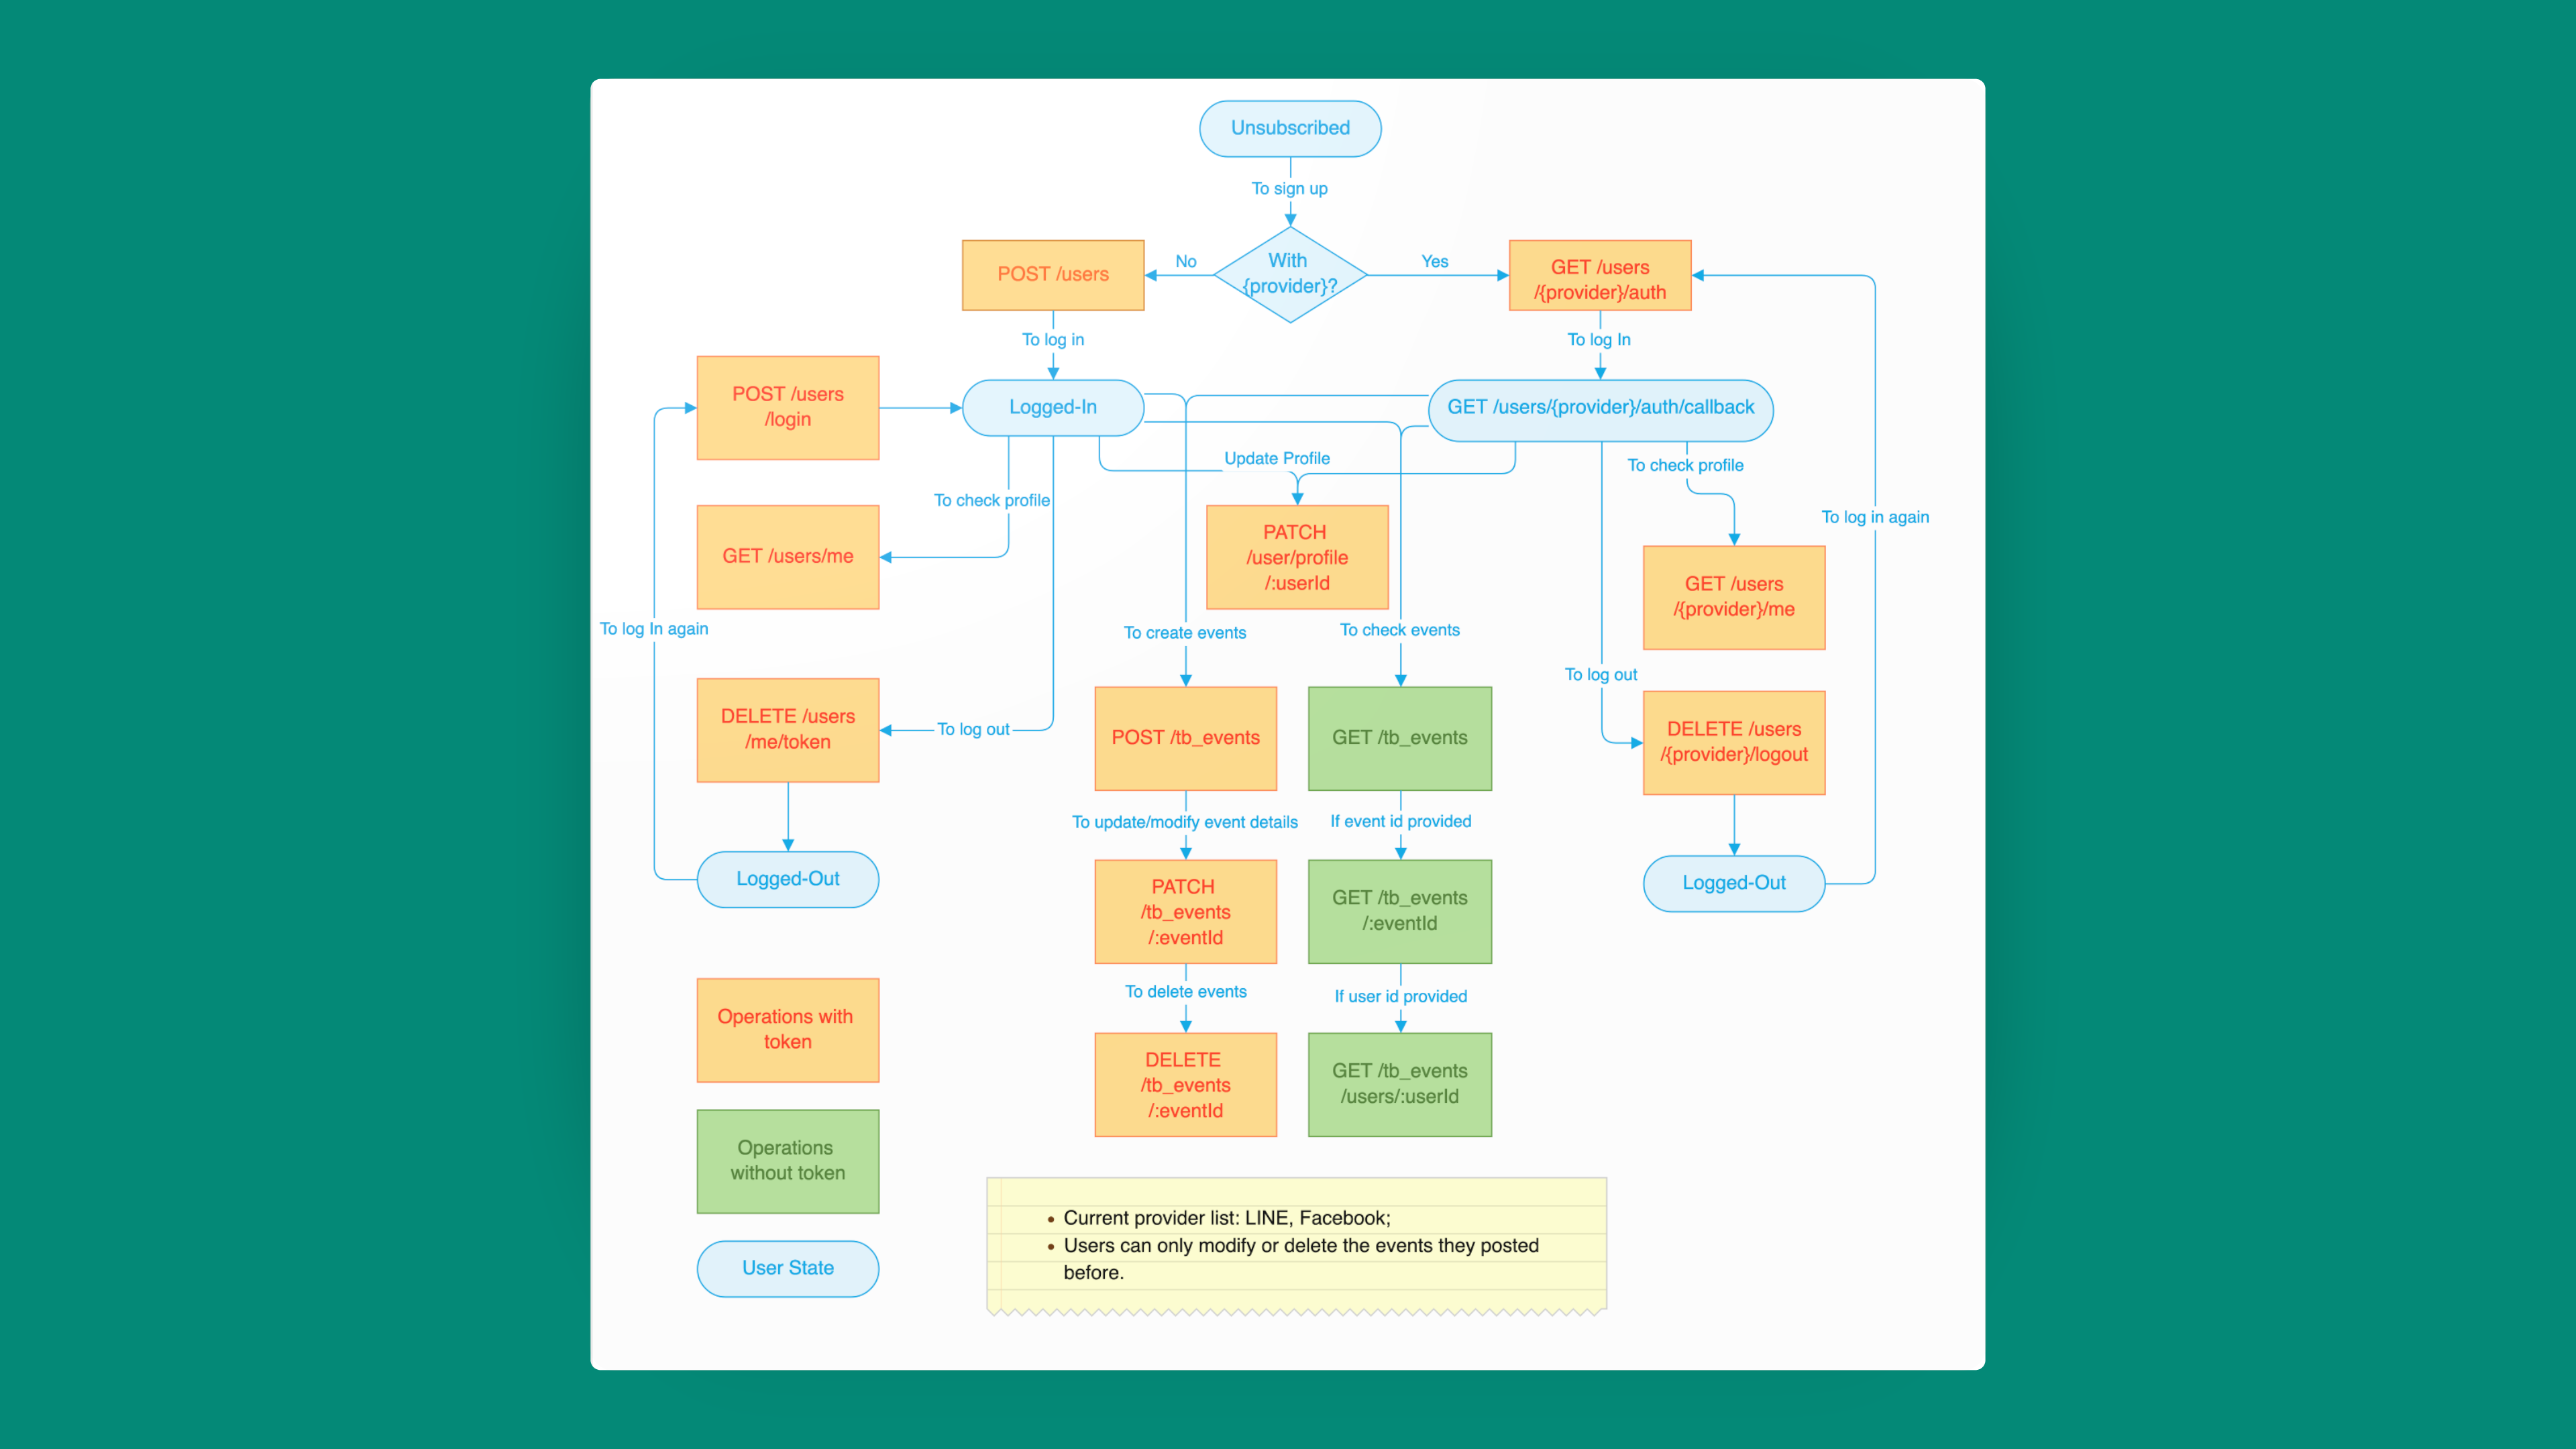 Unsubscribed
To sign up
POST /users
No
With
{provider}?
Yes
GET /users
/{provider}/auth
To log in
To log In
POST /users
/login
Logged-In
GET /users/{provider}/auth/callback
Update Profile
To check profile
To check profile
GET /users/me
PATCH
/user/profile
/:userId
To log in again
GET /users
/{provider}/me
To log In again
To create events
To check events
To log out
DELETE /users
/me/token
To log out
POST /tb_events
GET /tb_events
DELETE /users
/{provider}/logout
To update/modify event details
If event id provided
Logged-Out
PATCH
/tb_events
/:eventId
GET /tb_events
/:eventId
Logged-Out
To delete events
If user id provided
Operations with
token
DELETE
/tb_events
/:eventId
GET /tb_events
/users/:userId
Operations
without token
User State
• Current provider list: LINE, Facebook;
• Users can only modify or delete the events they posted
before.